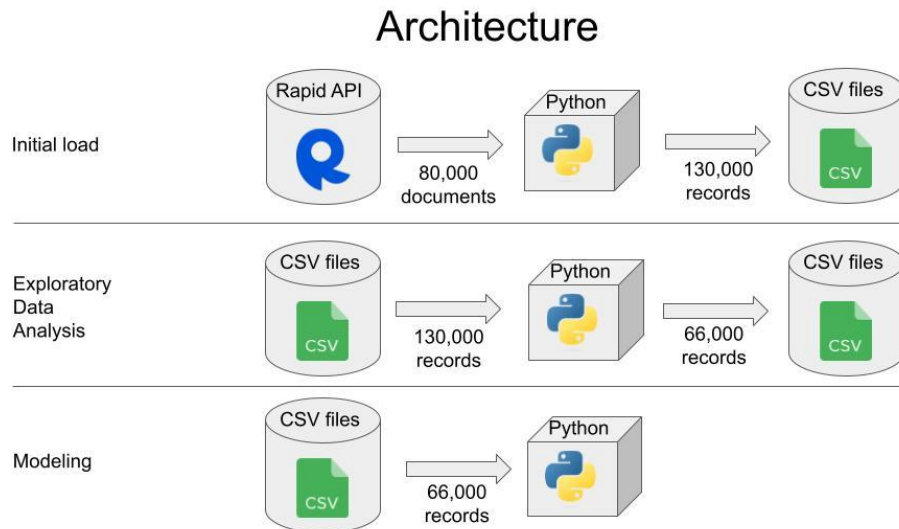 Architecture
Rapid API
Python
CSV files
Initial load
CSV
80,000
documents
130,000
records
CSV files
Python
CSV files
Exploratory
Data
Analysis
CSV
CSV
130,000
records
66,000
records
CSV files
Python
Modeling
CSV
66,000
records